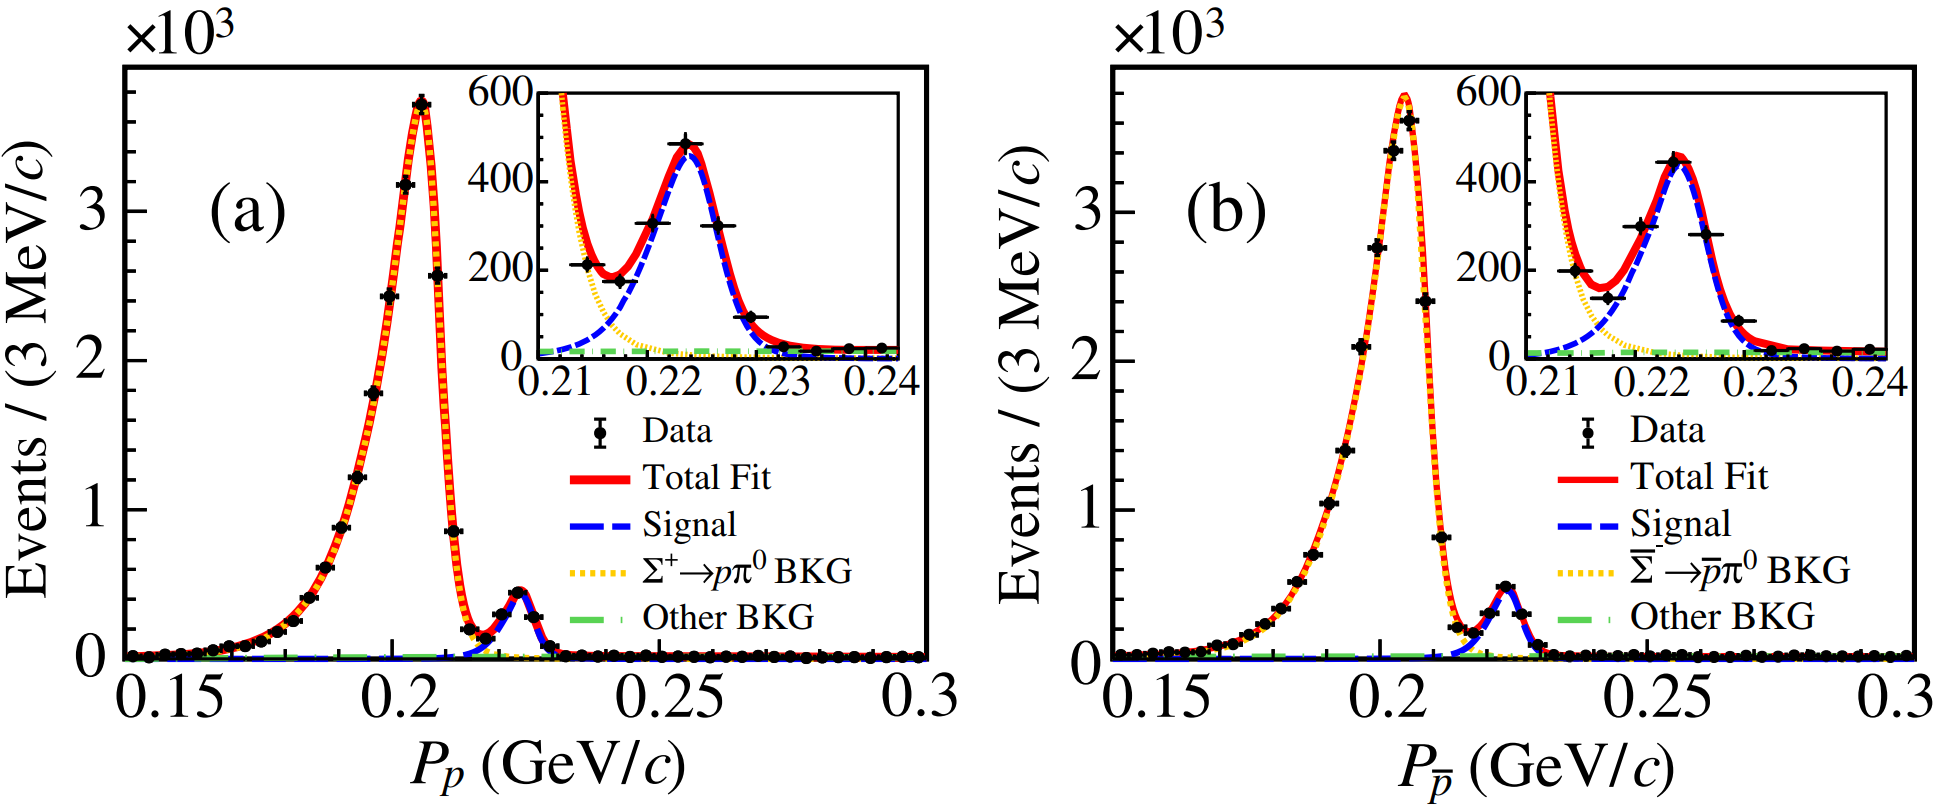 ×10³
Events / (3 MeV/c)
3
2
1
0
(a)
600
400
200
0
0.21 0.22 0.23 0.24
Data
Total Fit
Signal
Σ⁺→pπ⁰ BKG
Other BKG
0.15 0.2 0.25 0.3
Pₚ (GeV/c)
×10³
Events / (3 MeV/c)
3
2
1
0
(b)
600
400
200
0
0.21 0.22 0.23 0.24
Data
Total Fit
Signal
Σ̅⁻→p̅π⁰ BKG
Other BKG
0.15 0.2 0.25 0.3
P_p̅ (GeV/c)